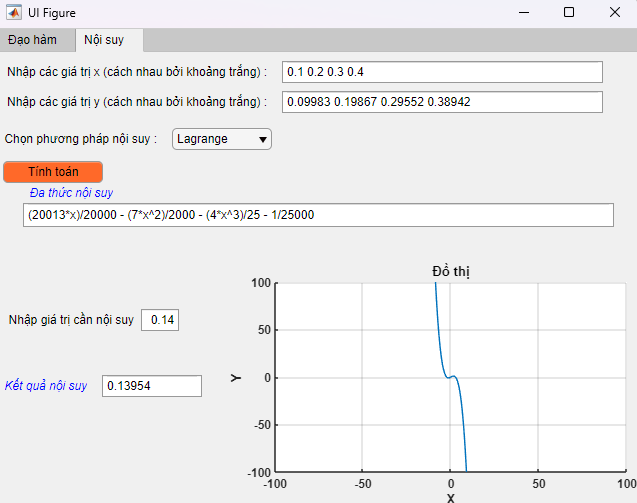 UI Figure
Đạo hàm
Nội suy
Nhập các giá trị x (cách nhau bởi khoảng trắng) :
0.1 0.2 0.3 0.4
Nhập các giá trị y (cách nhau bởi khoảng trắng) :
0.09983 0.19867 0.29552 0.38942
Chọn phương pháp nội suy :
Lagrange
Tính toán
Đa thức nội suy
(20013*x)/20000 - (7*x^2)/2000 - (4*x^3)/25 - 1/25000
Nhập giá trị cần nội suy
0.14
Kết quả nội suy
0.13954
Đồ thị
100
50
0
-50
-100
Y
-100
-50
0
50
100
X